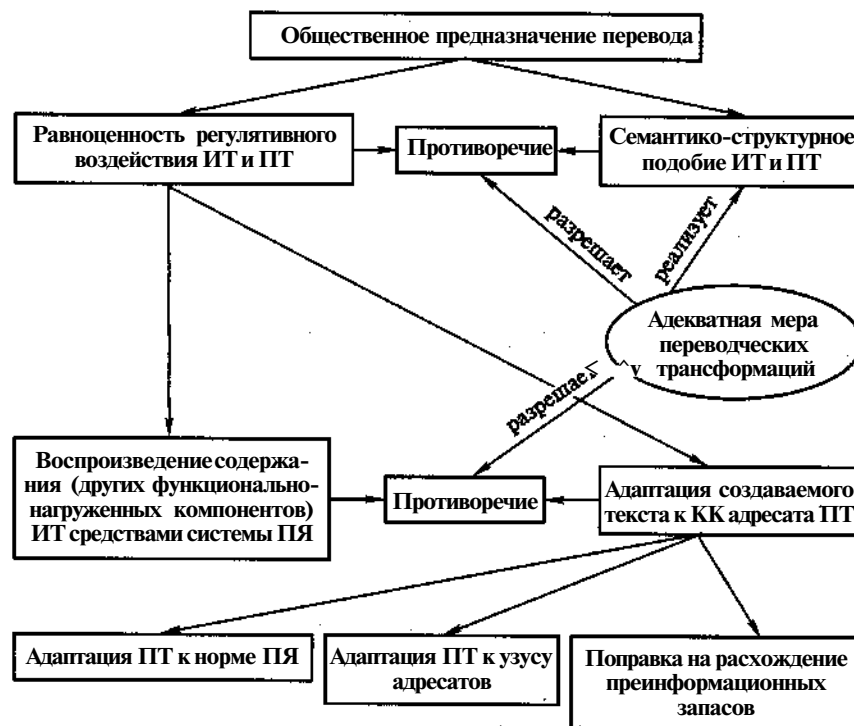 Общественное предназначение перевода
Равноценность регулятивного
воздействия ИТ и ПТ
Противоречие
Семантико-структурное
подобие ИТ и ПТ
разрешает
реализует
Адекватная мера
переводческих
трансформаций
разрешае
Воспроизведение содержа-
ния (других функционально-
нагруженных компонентов)
ИТ средствами системы ПЯ
Противоречие
Адаптация создаваемого
текста к КК адресата ПТ
Адаптация ПТ к норме ПЯ
Адаптация ПТ к узусу
адресатов
Поправка на расхождение
преинформационных
запасов